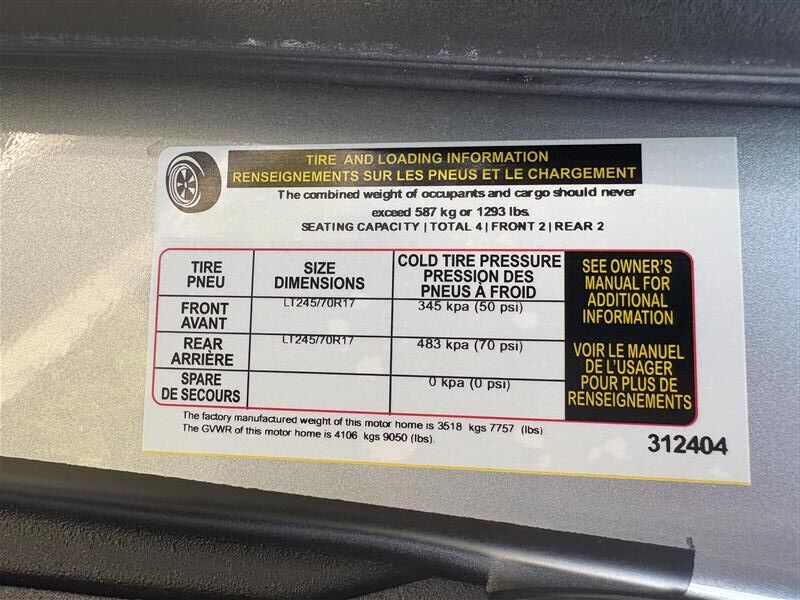 TIRE AND LOADING INFORMATION
RENSEIGNEMENTS SUR LES PNEUS ET LE CHARGEMENT
The combined weight of occupants and cargo should never
exceed 587 kg or 1293 lbs.
SEATING CAPACITY | TOTAL 4 | FRONT 2 | REAR 2
TIRE
PNEU
SIZE
DIMENSIONS
COLD TIRE PRESSURE
PRESSION DES
PNEUS À FROID
FRONT
AVANT
LT245/70R17
345 kpa (50 psi)
REAR
ARRIÈRE
LT245/70R17
483 kpa (70 psi)
SPARE
DE SECOURS
0 kpa (0 psi)
SEE OWNER'S
MANUAL FOR
ADDITIONAL
INFORMATION
VOIR LE MANUEL
DE L'USAGER
POUR PLUS DE
RENSEIGNEMENTS
The factory manufactured weight of this motor home is 3518 kgs 7757 (lbs)
The GVWR of this motor home is 4106 kgs 9050 (lbs).
312404